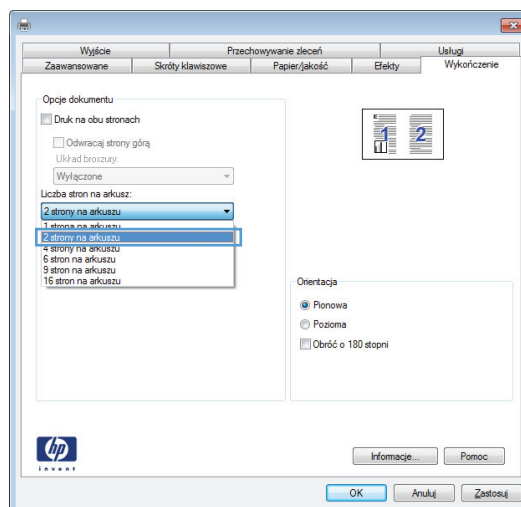 Wyjście
Przechowywanie zleceń
Usługi
Zaawansowane
Skróty klawiszowe
Papier/jakość
Efekty
Wykończenie
Opcje dokumentu
Druk na obu stronach
Odwracaj strony górą
Układ broszury:
Wyłączone
Liczba stron na arkusz:
2 strony na arkuszu
1 strona na arkuszu
2 strony na arkuszu
4 strony na arkuszu
6 stron na arkuszu
9 stron na arkuszu
16 stron na arkuszu
1 2
Orientacja
Pionowa
Pozioma
Obróć o 180 stopni
hp
invent
Informacje...
Pomoc
OK
Anuluj
Zastosuj